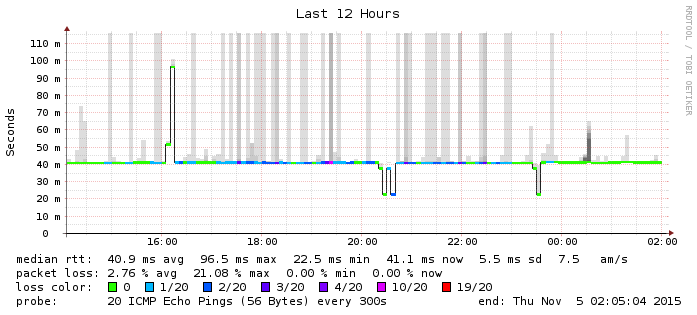 Last 12 Hours
RRDTOOL / TOBI OETIKER
Seconds
110 m
100 m
90 m
80 m
70 m
60 m
50 m
40 m
30 m
20 m
10 m
0
16:00 18:00 20:00 22:00 00:00 02:00
median rtt: 40.9 ms avg 96.5 ms max 22.5 ms min 41.1 ms now 5.5 ms sd 7.5 am/s
packet loss: 2.76 % avg 21.08 % max 0.00 % min 0.00 % now
loss color: 0 1/20 2/20 3/20 4/20 10/20 19/20
probe: 20 ICMP Echo Pings (56 Bytes) every 300s end: Thu Nov 5 02:05:04 2015